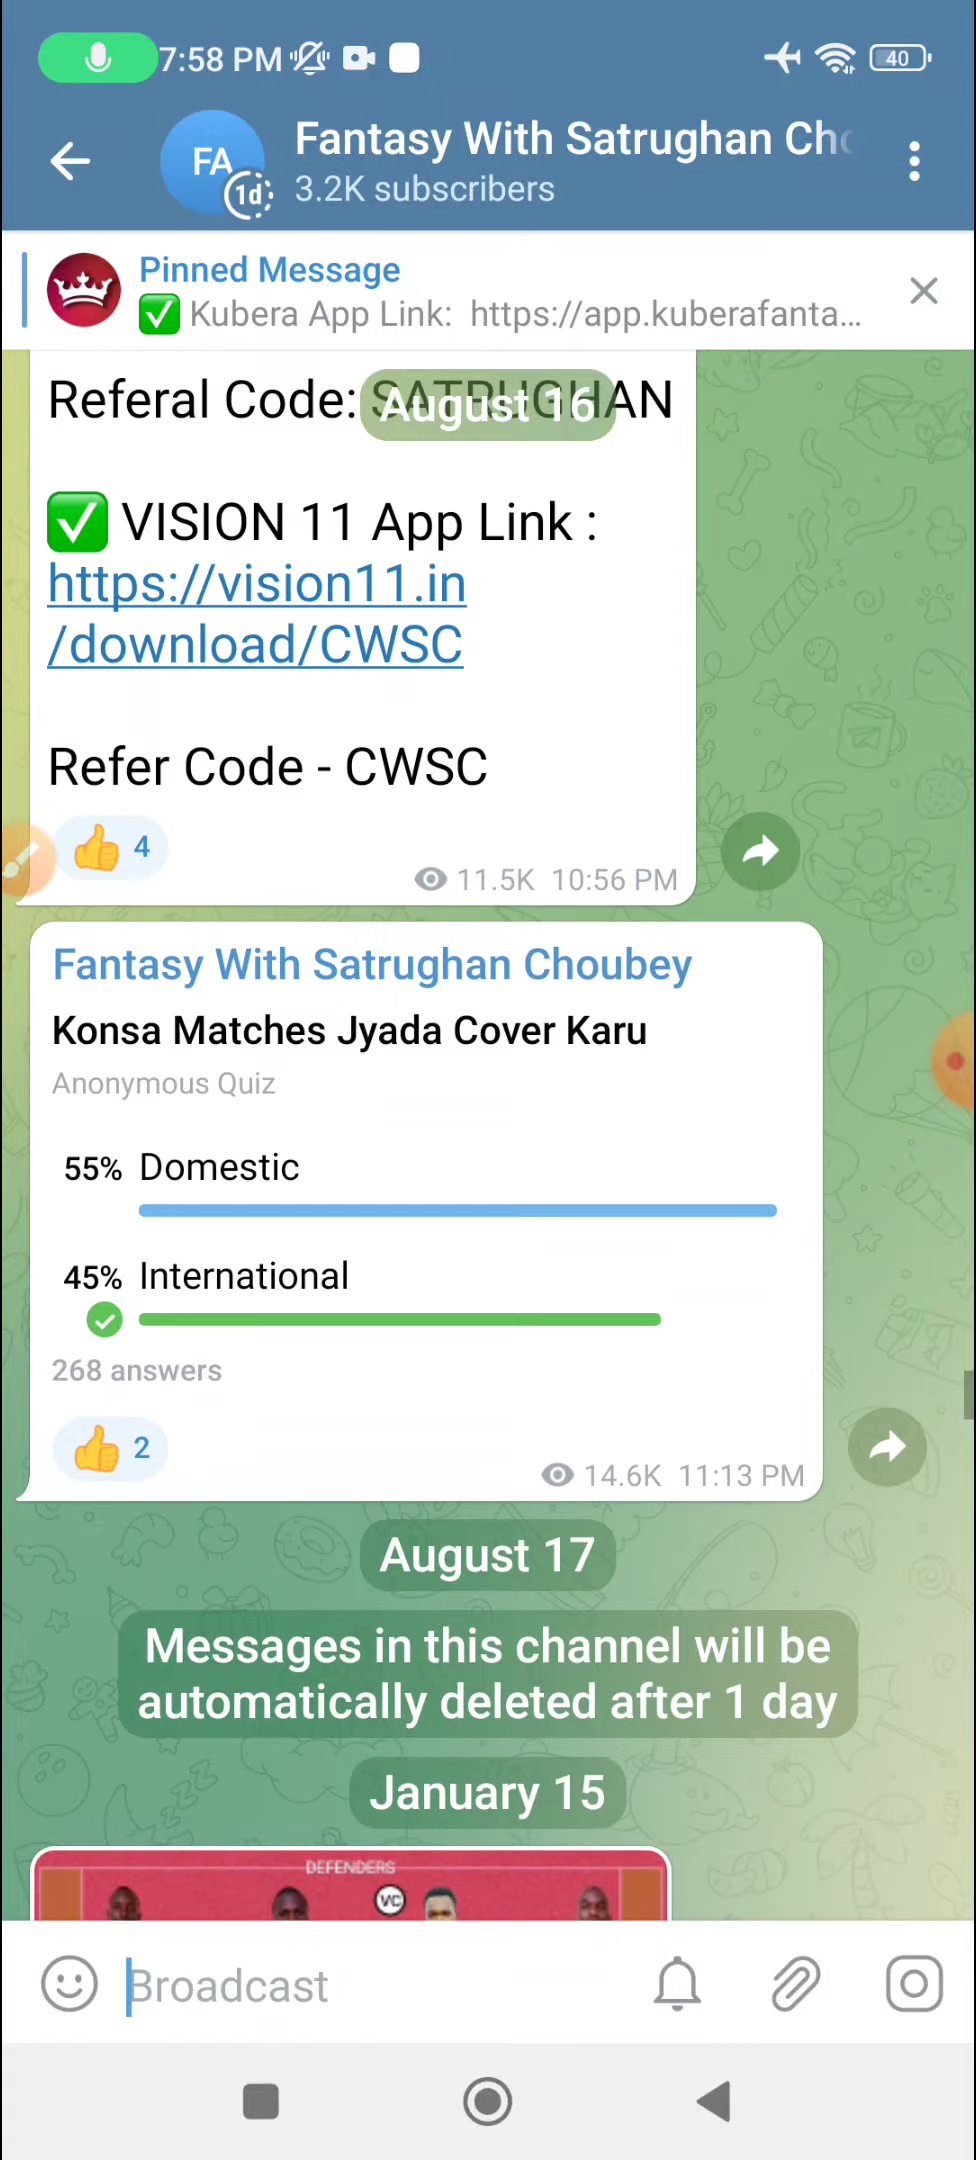 7:58 PM
40
FA
1d
Fantasy With Satrughan Cho
3.2K subscribers
Pinned Message
✅ Kubera App Link: https://app.kuberafanta...
Referal Code: SATRUGHAN
August 16
✅ VISION 11 App Link :
https://vision11.in
/download/CWSC
Refer Code - CWSC
👍 4
11.5K 10:56 PM
Fantasy With Satrughan Choubey
Konsa Matches Jyada Cover Karu
Anonymous Quiz
55% Domestic
45% International
268 answers
👍 2
14.6K 11:13 PM
August 17
Messages in this channel will be
automatically deleted after 1 day
January 15
DEFENDERS
VC
Broadcast